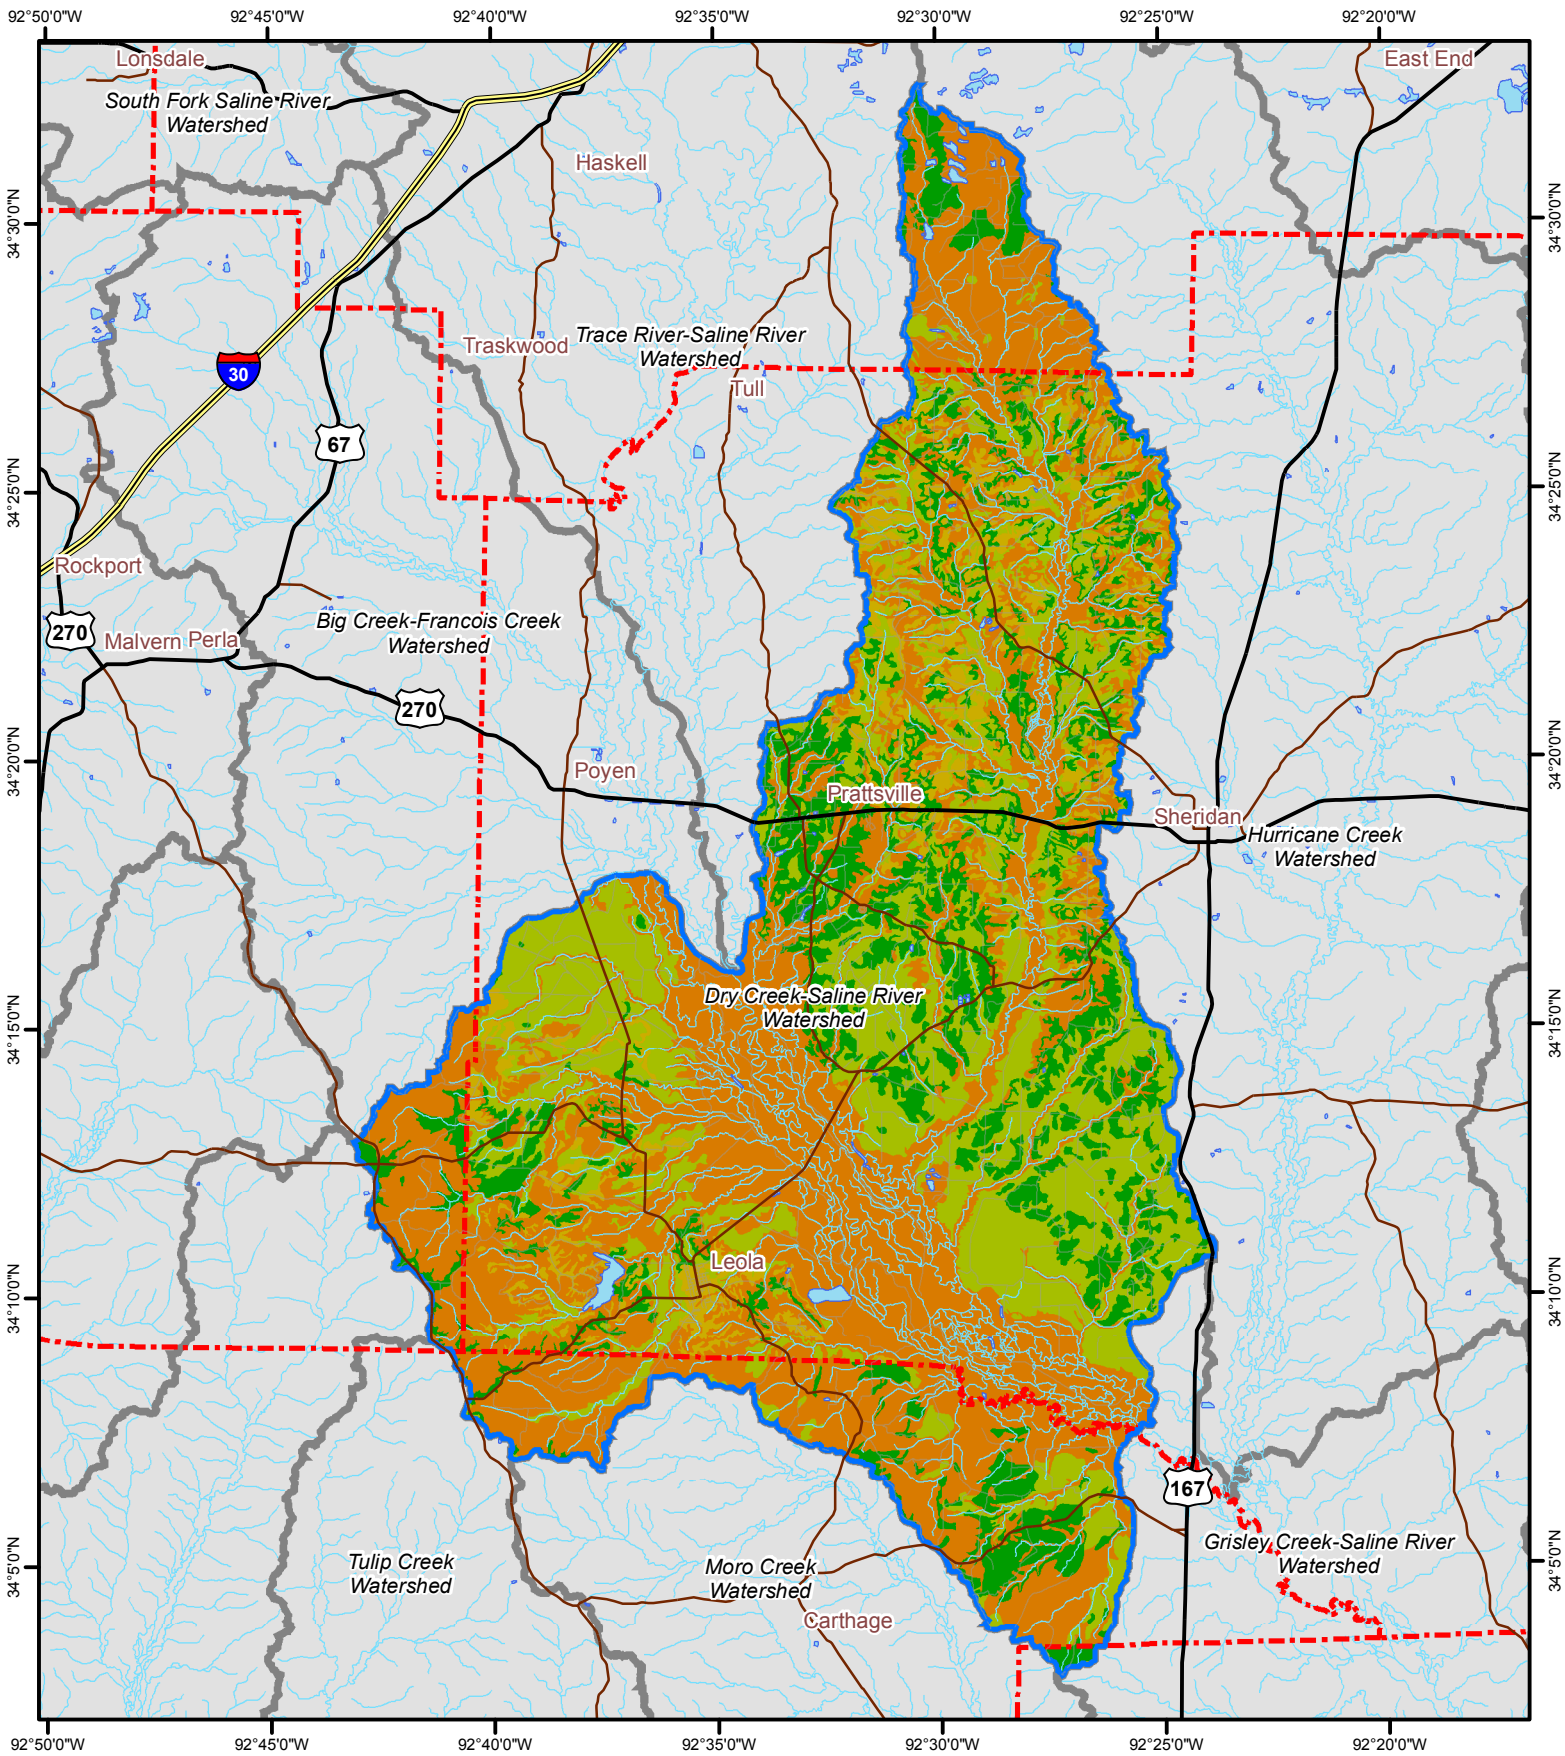 92°50'0"W 92°45'0"W 92°40'0"W 92°35'0"W 92°30'0"W 92°25'0"W 92°20'0"W
Lonsdale
East End
South Fork Saline River
Watershed
Haskell
34°30'0"N
34°30'0"N
Trace River-Saline River
Watershed
Traskwood
30
Tull
67
34°25'0"N
34°25'0"N
Rockport
270
Malvern
Perla
Big Creek-Francois Creek
Watershed
270
34°20'0"N
34°20'0"N
Poyen
Prattsville
Sheridan
Hurricane Creek
Watershed
Dry Creek-Saline River
Watershed
34°15'0"N
34°15'0"N
Leola
34°10'0"N
34°10'0"N
167
Grisley Creek-Saline River
Watershed
Tulip Creek
Watershed
Moro Creek
Watershed
34°5'0"N
34°5'0"N
Carthage
92°50'0"W 92°45'0"W 92°40'0"W 92°35'0"W 92°30'0"W 92°25'0"W 92°20'0"W